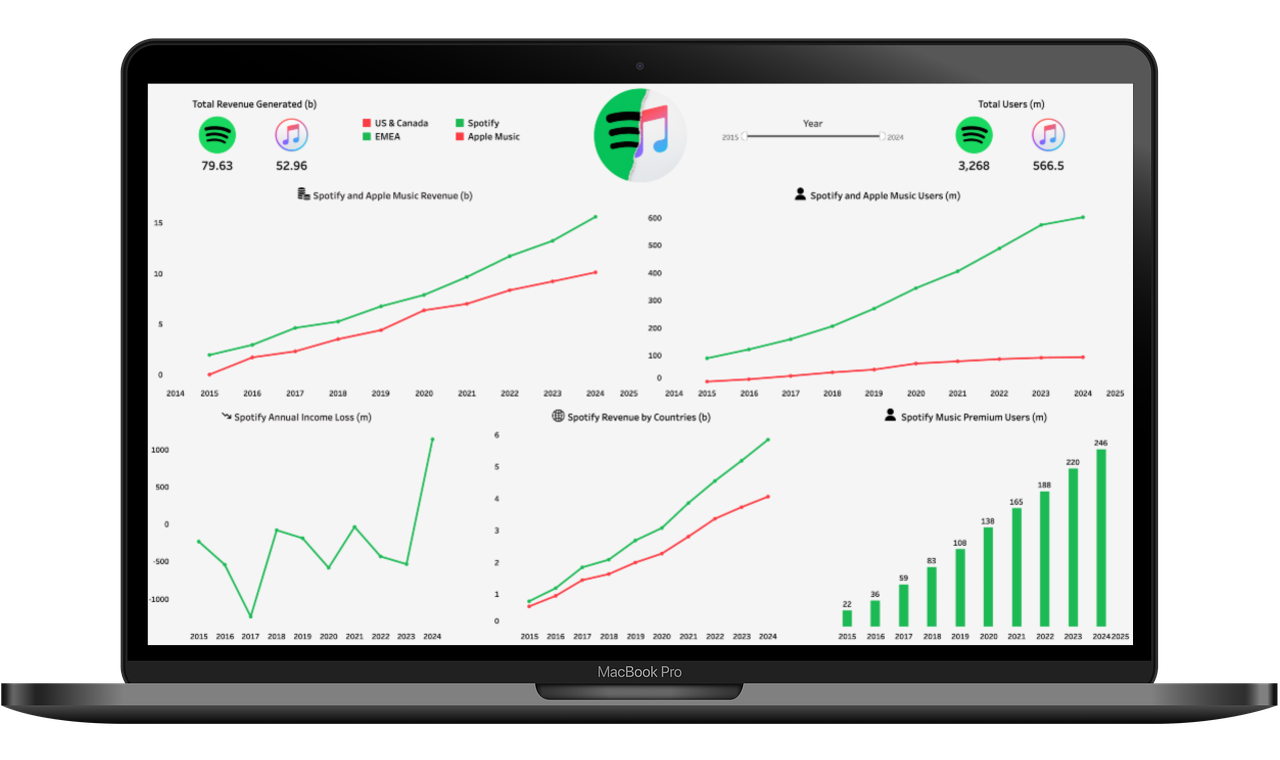 Total Revenue Generated (b)
79.63
52.96
US & Canada
EMEA
Spotify
Apple Music
Year
2015
2024
Total Users (m)
3,268
566.5
Spotify and Apple Music Revenue (b)
15
10
5
0
2014 2015 2016 2017 2018 2019 2020 2021 2022 2023 2024 2025
Spotify and Apple Music Users (m)
600
500
400
300
200
100
0
2014 2015 2016 2017 2018 2019 2020 2021 2022 2023 2024 2025
Spotify Annual Income Loss (m)
1000
500
0
-500
-1000
2015 2016 2017 2018 2019 2020 2021 2022 2023 2024
Spotify Revenue by Countries (b)
6
5
4
3
2
1
0
2015 2016 2017 2018 2019 2020 2021 2022 2023 2024
Spotify Music Premium Users (m)
22 36 59 83 108 138 165 188 220 246
2015 2016 2017 2018 2019 2020 2021 2022 2023 2024 2025
MacBook Pro